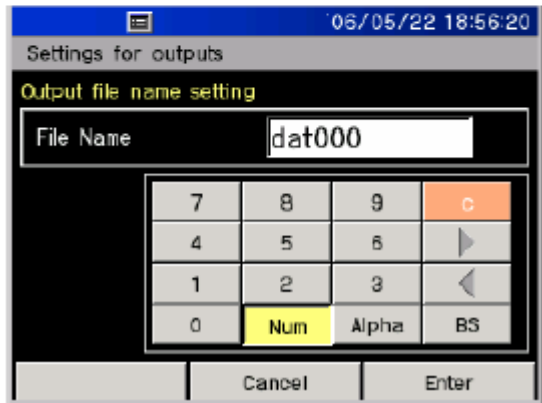 '06/05/22 18:56:20
Settings for outputs
Output file name setting
File Name dat000
7 8 9 C
4 5 6
1 2 3
0 Num Alpha BS
Cancel Enter